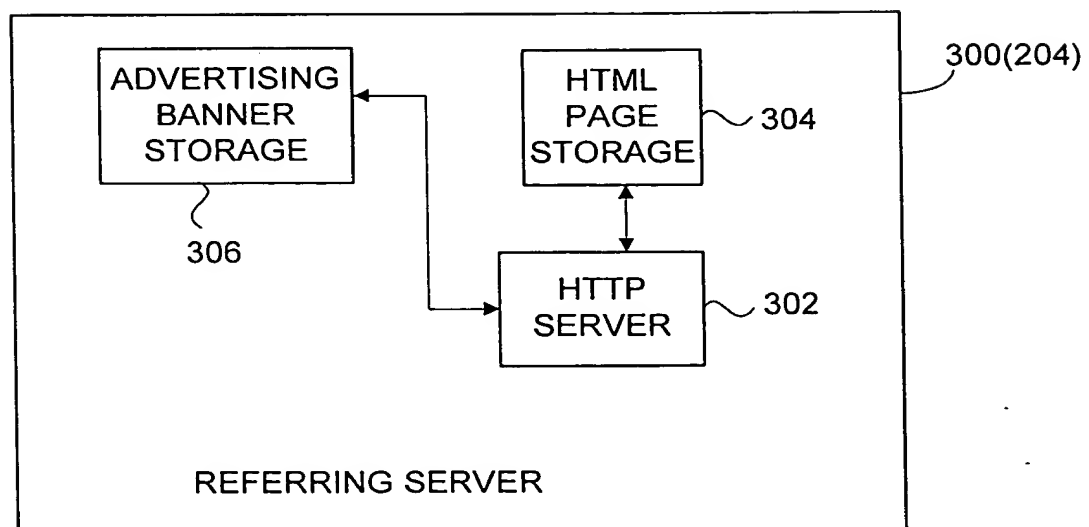 ADVERTISING
BANNER
STORAGE
306
HTML
PAGE
STORAGE
304
300(204)
HTTP
SERVER
302
REFERRING SERVER